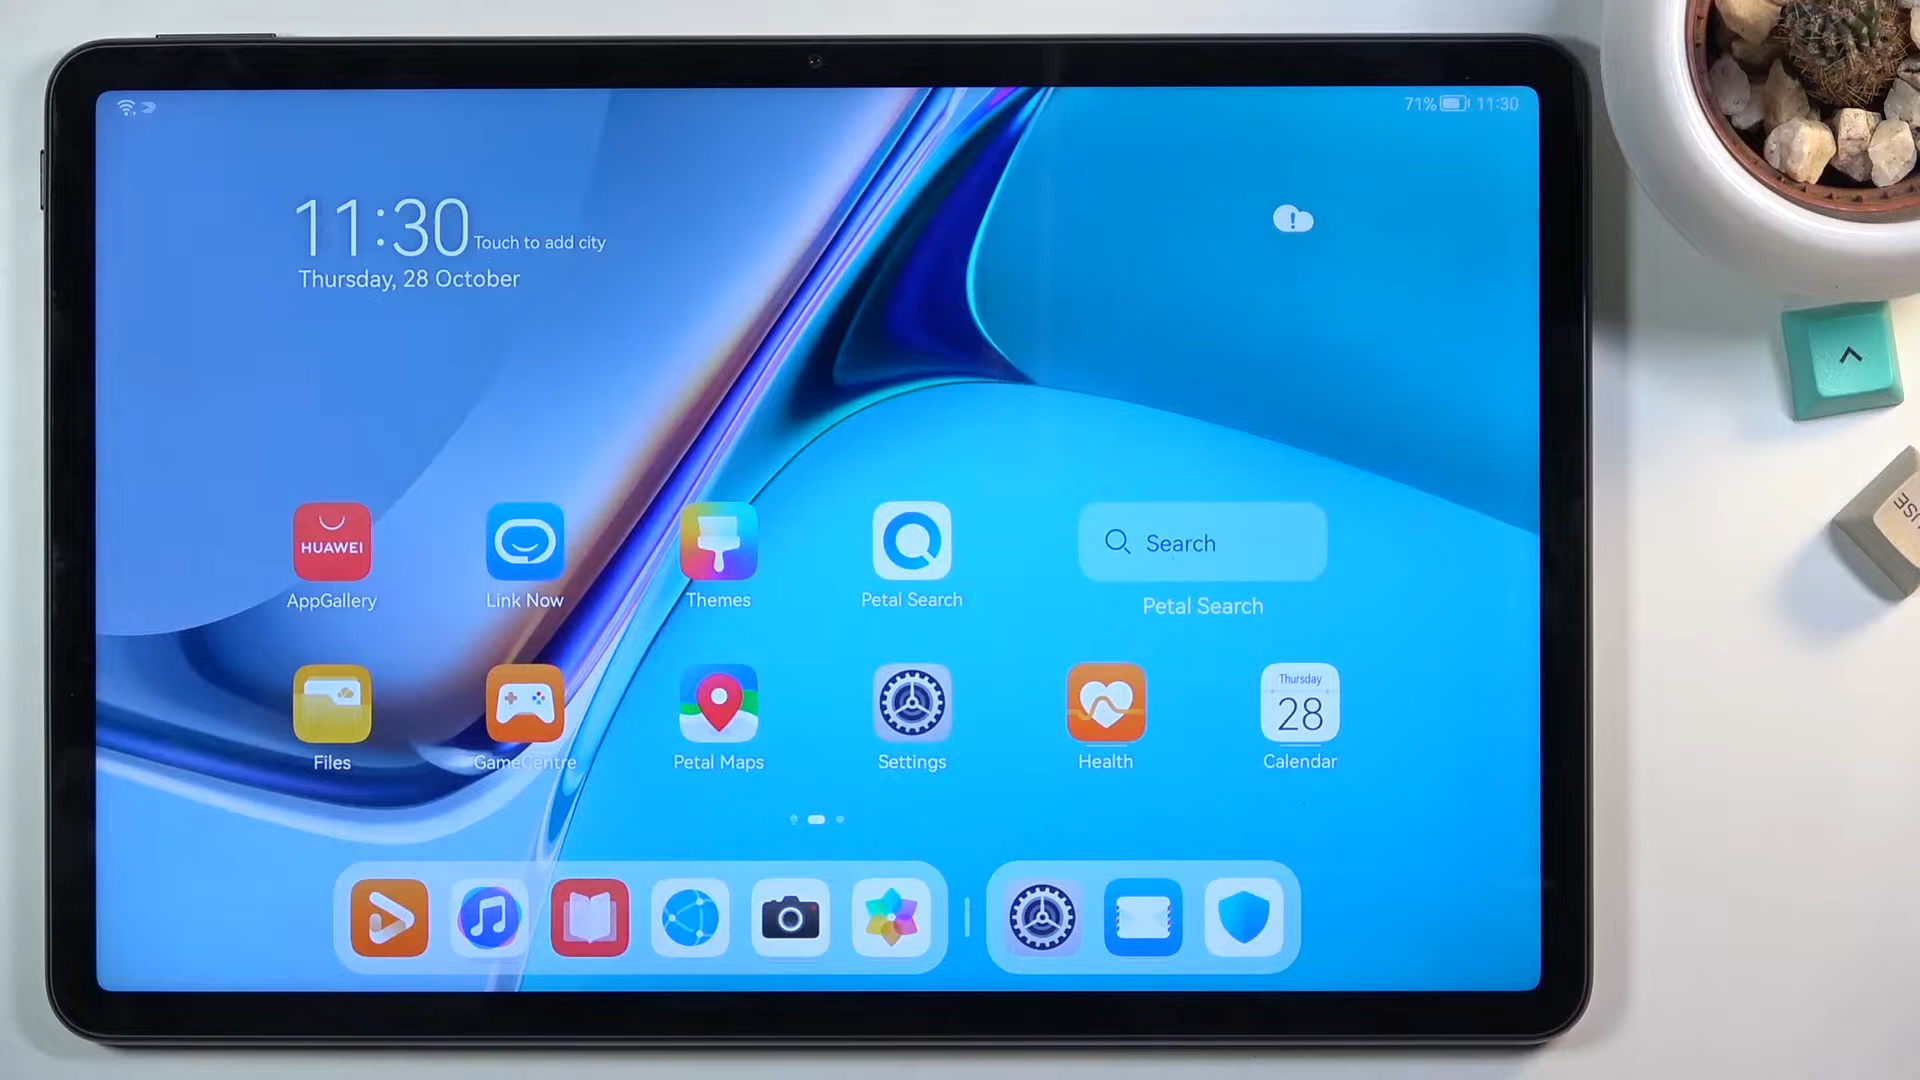 71% 11:30
11:30 Touch to add city
Thursday, 28 October
HUAWEI
Search
AppGallery
Link Now
Themes
Petal Search
Petal Search
Thursday
28
Files
GameCentre
Petal Maps
Settings
Health
Calendar